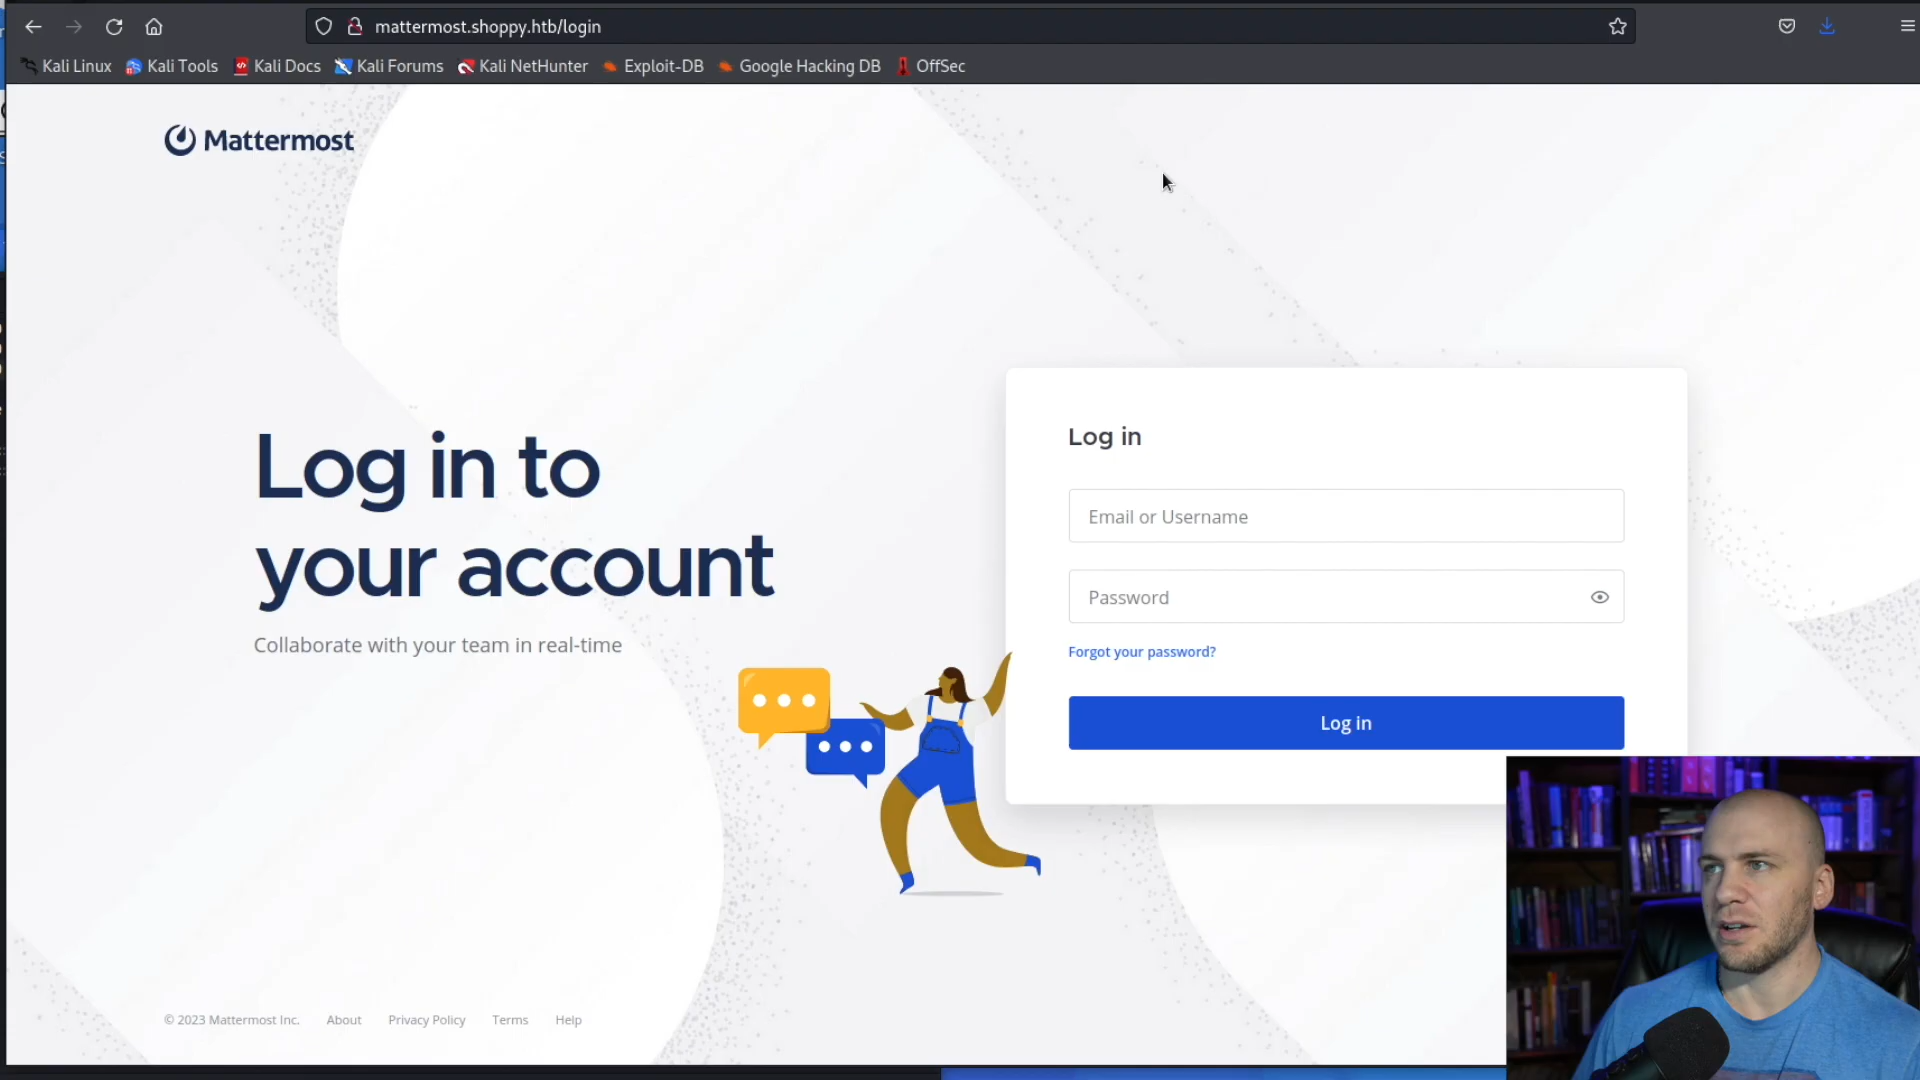 mattermost.shoppy.htb/login
Kali Linux Kali Tools Kali Docs Kali Forums Kali NetHunter Exploit-DB Google Hacking DB OffSec
Mattermost
Log in to
your account
Collaborate with your team in real-time
Log in
Email or Username
Password
Forgot your password?
Log in
© 2023 Mattermost Inc. About Privacy Policy Terms Help